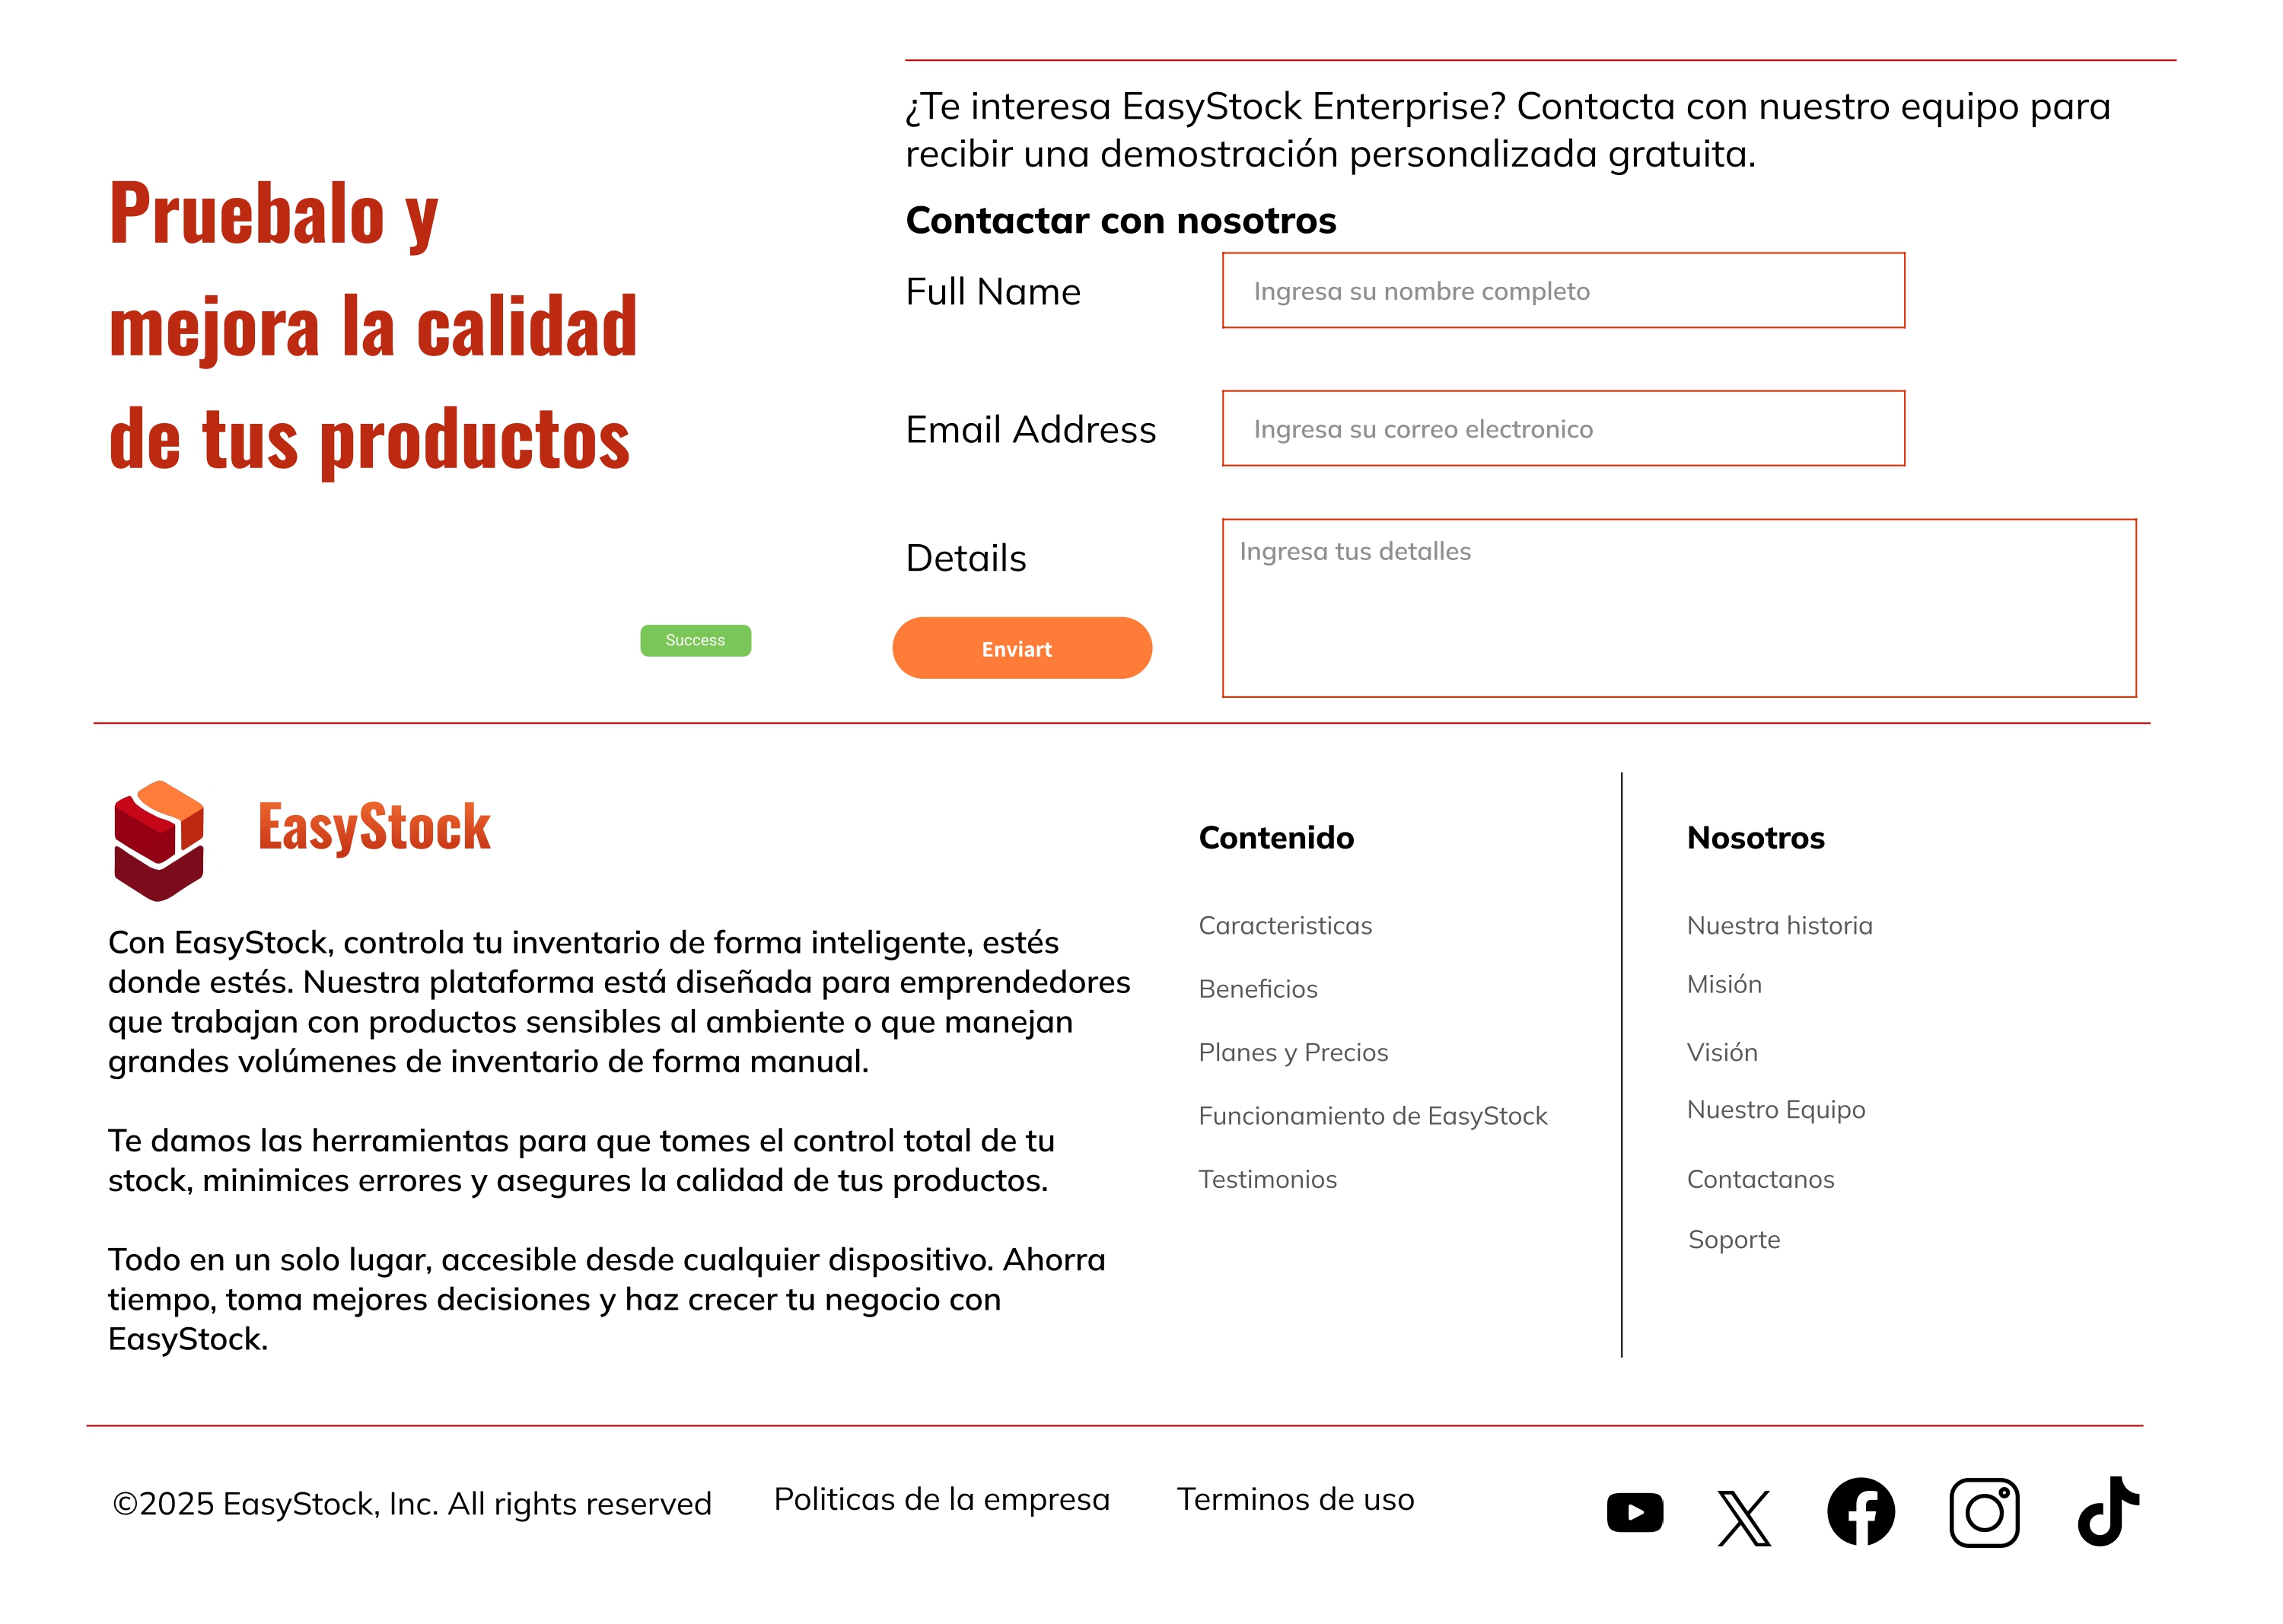 Pruebalo y
mejora la calidad
de tus productos
¿Te interesa EasyStock Enterprise? Contacta con nuestro equipo para
recibir una demostración personalizada gratuita.
Contactar con nosotros
Full Name
Ingresa su nombre completo
Email Address
Ingresa su correo electronico
Details
Ingresa tus detalles
Success
Enviart
EasyStock
Con EasyStock, controla tu inventario de forma inteligente, estés
donde estés. Nuestra plataforma está diseñada para emprendedores
que trabajan con productos sensibles al ambiente o que manejan
grandes volúmenes de inventario de forma manual.
Te damos las herramientas para que tomes el control total de tu
stock, minimices errores y asegures la calidad de tus productos.
Todo en un solo lugar, accesible desde cualquier dispositivo. Ahorra
tiempo, toma mejores decisiones y haz crecer tu negocio con
EasyStock.
Contenido
Caracteristicas
Beneficios
Planes y Precios
Funcionamiento de EasyStock
Testimonios
Nosotros
Nuestra historia
Misión
Visión
Nuestro Equipo
Contactanos
Soporte
©2025 EasyStock, Inc. All rights reserved
Politicas de la empresa
Terminos de uso